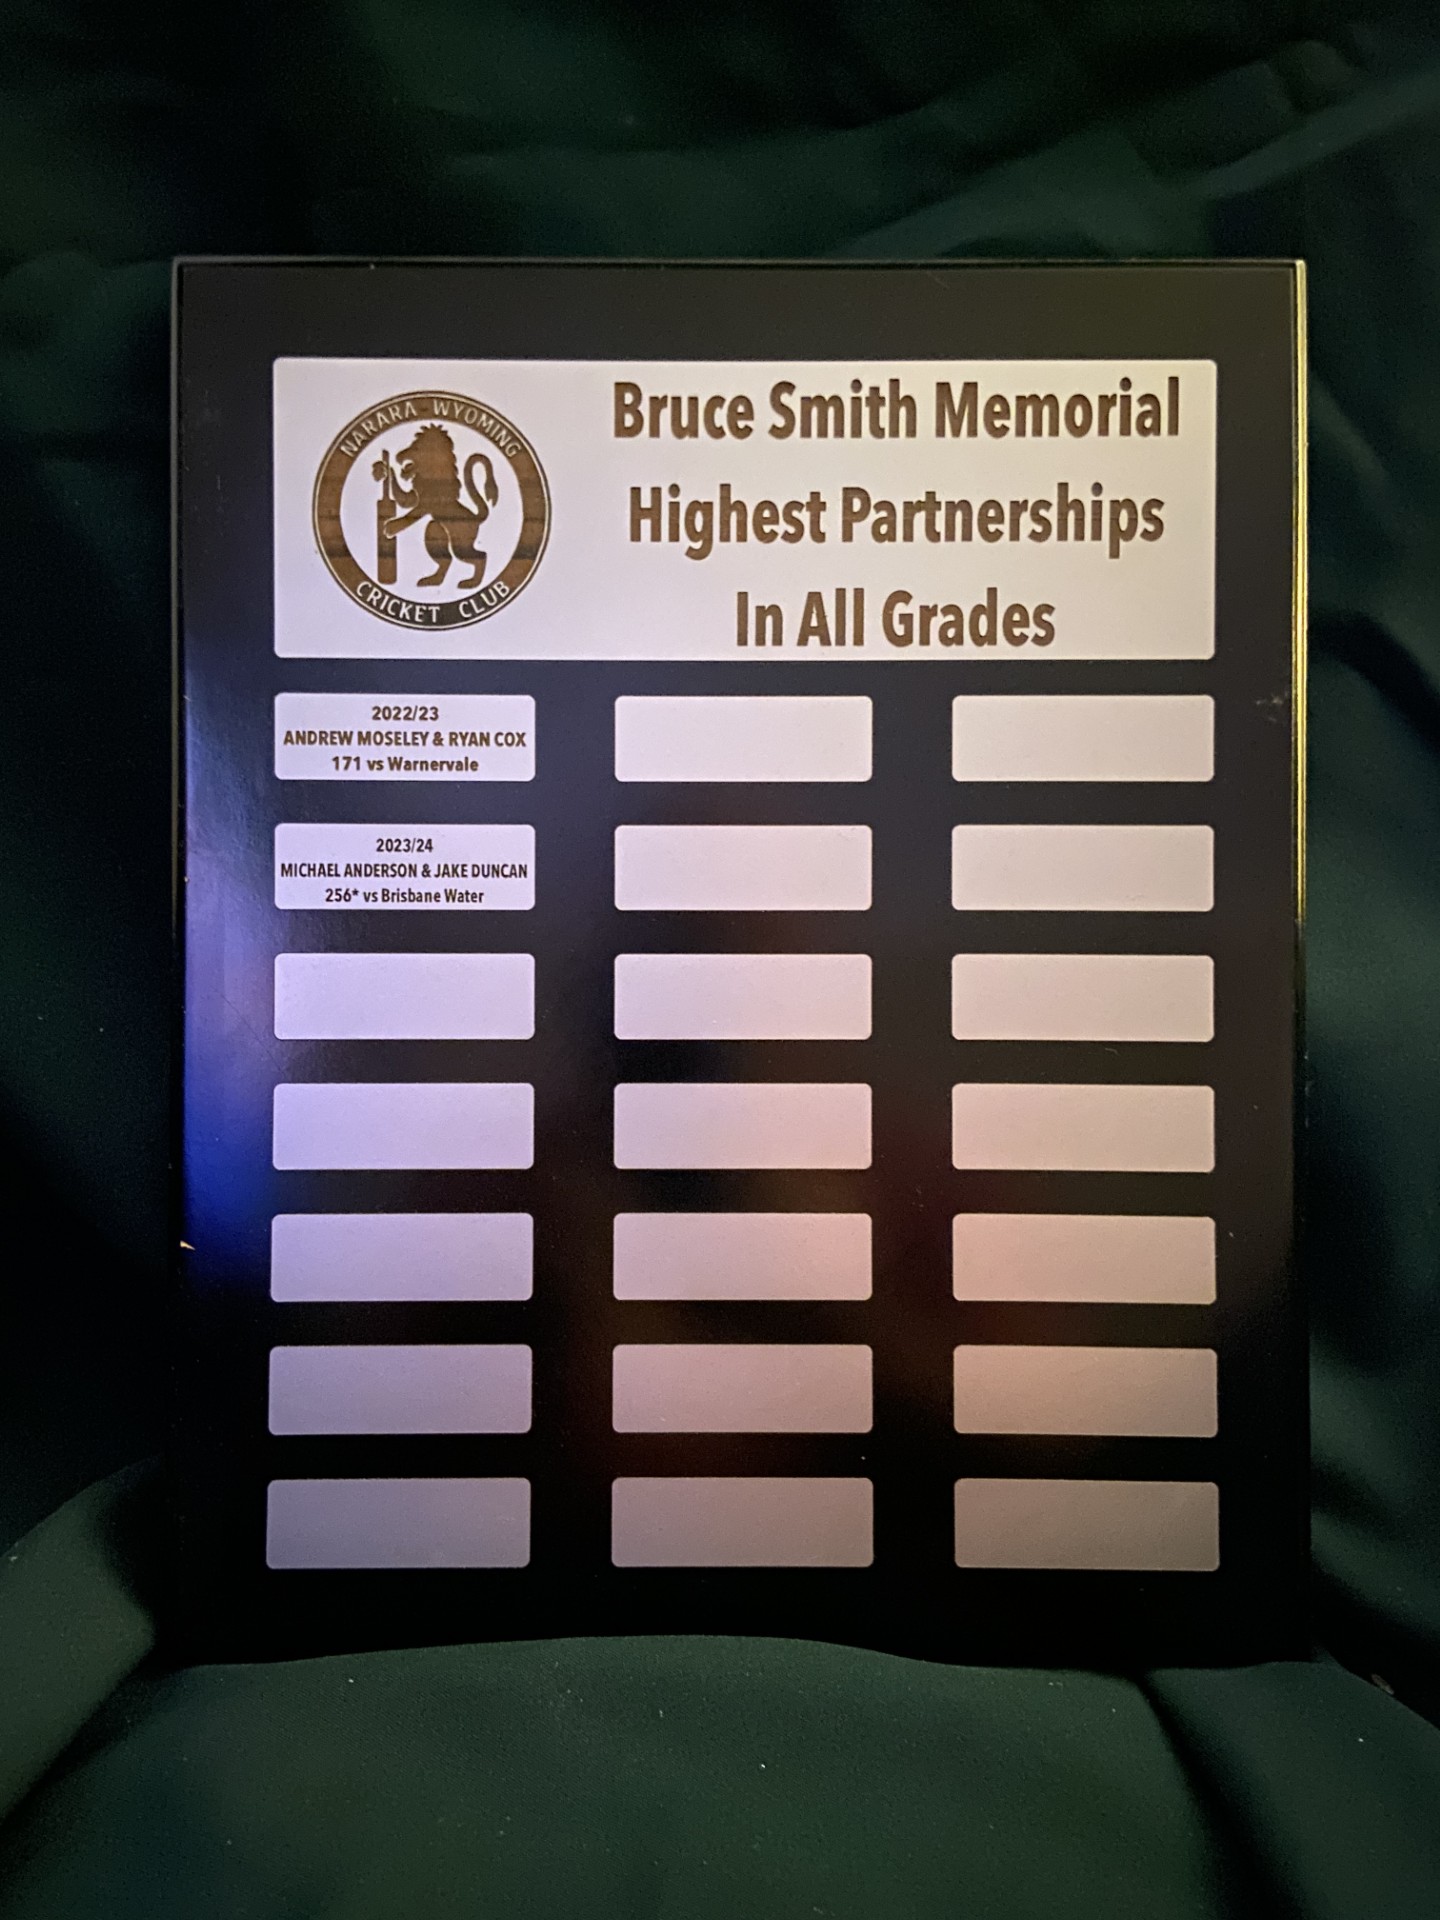 NARARA WYOMING
CRICKET CLUB
Bruce Smith Memorial
Highest Partnerships
In All Grades
2022/23
ANDREW MOSELEY & RYAN COX
171 vs Warnervale
2023/24
MICHAEL ANDERSON & JAKE DUNCAN
256* vs Brisbane Water